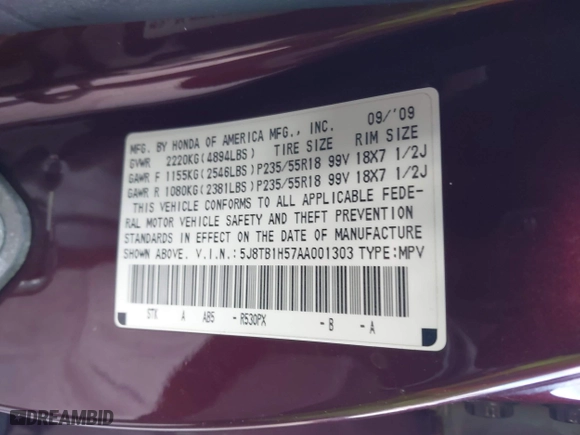 MFG. BY HONDA OF AMERICA MFG., INC. 09/'09
GVWR 2220KG(4894LBS) TIRE SIZE RIM SIZE
GAWR F 1155KG(2546LBS)P235/55R18 99V 18X7 1/2J
GAWR R 1080KG(2381LBS)P235/55R18 99V 18X7 1/2J
THIS VEHICLE CONFORMS TO ALL APPLICABLE FEDE-
RAL MOTOR VEHICLE SAFETY AND THEFT PREVENTION
STANDARDS IN EFFECT ON THE DATE OF MANUFACTURE
SHOWN ABOVE. V.I.N.:5J8TB1H57AA001303 TYPE:MPV
STK A AB5 -R530PX -B -A
DREAMBID